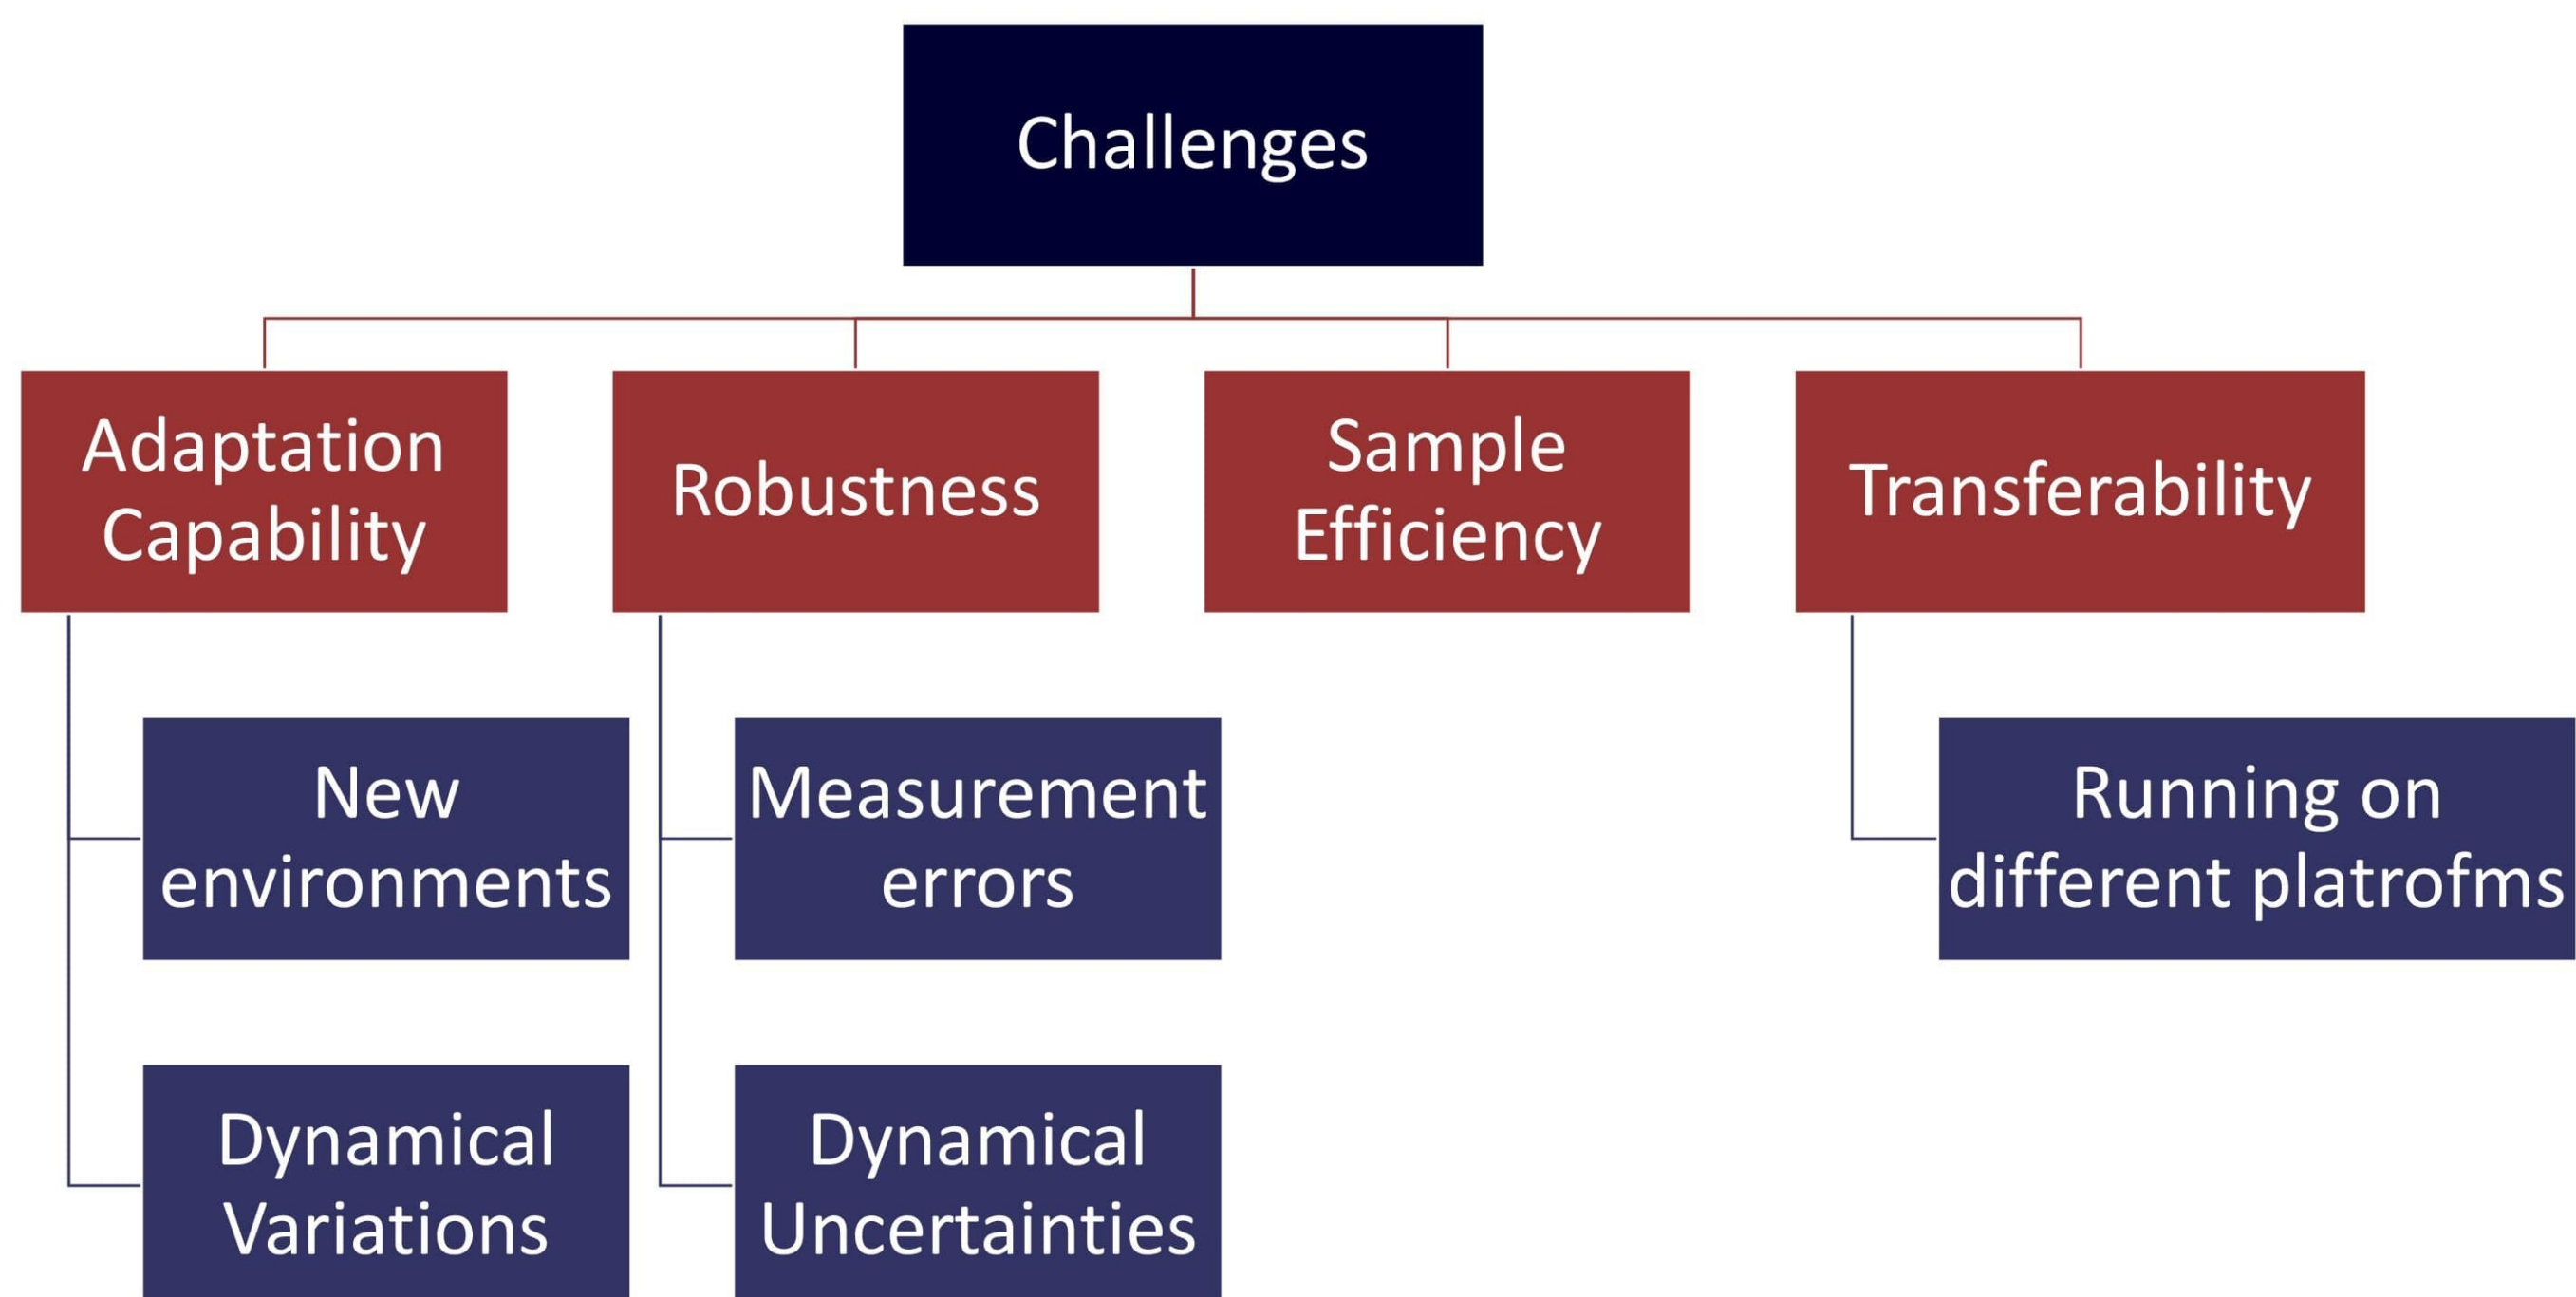 Challenges
Adaptation
Capability
Robustness
Sample
Efficiency
Transferability
New
environments
Measurement
errors
Running on
different platrofms
Dynamical
Variations
Dynamical
Uncertainties